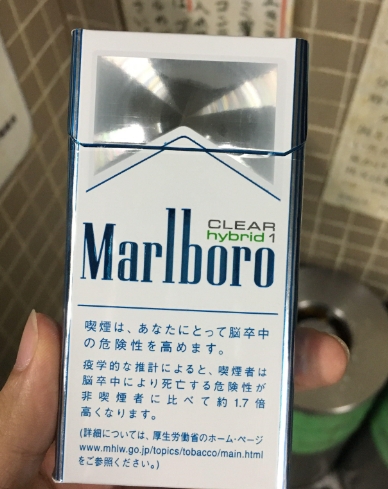 CLEAR
hybrid 1
Marlboro
喫煙は、あなたにとって脳卒中
の危険性を高めます。
疫学的な推計によると、喫煙者は
脳卒中により死亡する危険性が
非喫煙者に比べて約1.7倍
高くなります。
(詳細については、厚生労働省のホーム・ページ
www.mhlw.go.jp/topics/tobacco/main.html
をご参照ください。)